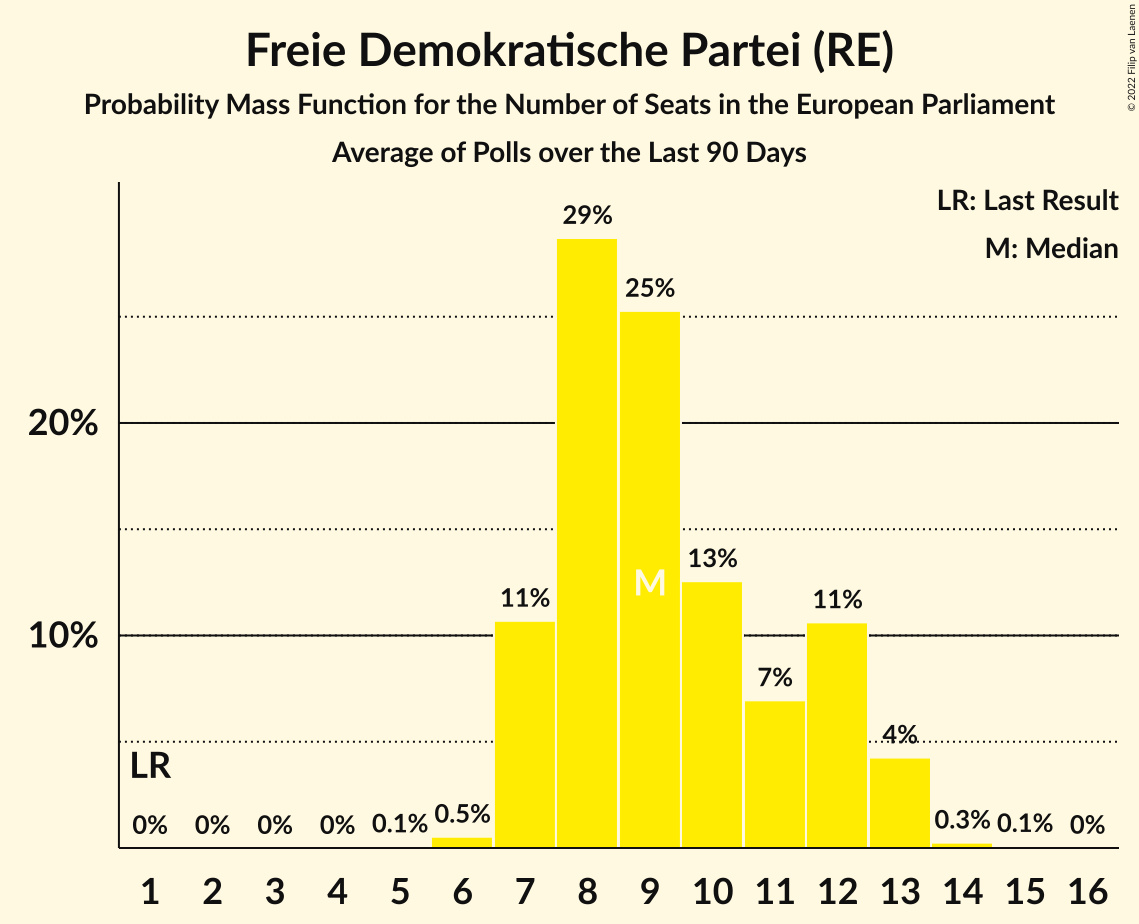 © 2022 Filip van Laenen
Freie Demokratische Partei (RE)
Probability Mass Function for the Number of Seats in the European Parliament
Average of Polls over the Last 90 Days
LR: Last Result
M: Median
29%
25%
20%
13%
M
11%
11%
10%
7%
4%
LR
0% 0% 0% 0% 0.1% 0.5% 0.3% 0.1% 0%
1 2 3 4 5 6 7 8 9 10 11 12 13 14 15 16